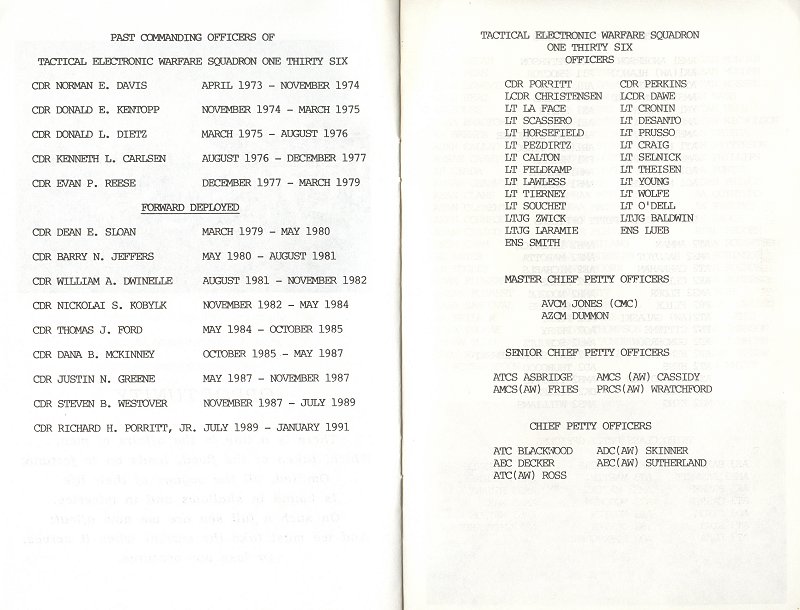 PAST COMMANDING OFFICERS OF
TACTICAL ELECTRONIC WARFARE SQUADRON ONE THIRTY SIX
CDR NORMAN E. DAVIS APRIL 1973 - NOVEMBER 1974
CDR DONALD E. KENTOPP NOVEMBER 1974 - MARCH 1975
CDR DONALD L. DIETZ MARCH 1975 - AUGUST 1976
CDR KENNETH L. CARLSEN AUGUST 1976 - DECEMBER 1977
CDR EVAN P. REESE DECEMBER 1977 - MARCH 1979
FORWARD DEPLOYED
CDR DEAN E. SLOAN MARCH 1979 - MAY 1980
CDR BARRY N. JEFFERS MAY 1980 - AUGUST 1981
CDR WILLIAM A. DWINELLE AUGUST 1981 - NOVEMBER 1982
CDR NICKOLAI S. KOBYLK NOVEMBER 1982 - MAY 1984
CDR THOMAS J. FORD MAY 1984 - OCTOBER 1985
CDR DANA B. MCKINNEY OCTOBER 1985 - MAY 1987
CDR JUSTIN N. GREENE MAY 1987 - NOVEMBER 1987
CDR STEVEN B. WESTOVER NOVEMBER 1987 - JULY 1989
CDR RICHARD H. PORRITT, JR. JULY 1989 - JANUARY 1991
TACTICAL ELECTRONIC WARFARE SQUADRON
ONE THIRTY SIX
OFFICERS
CDR PORRITT CDR PERKINS
LCDR CHRISTENSEN LCDR DAWE
LT LA FACE LT CRONIN
LT SCASSERO LT DESANTO
LT HORSEFIELD LT PRUSSO
LT PEZDIRTZ LT CRAIG
LT CALTON LT SELNICK
LT FELDKAMP LT THEISEN
LT LAWLESS LT YOUNG
LT TIERNEY LT WOLFE
LT SOUCHET LT O'DELL
LTJG ZWICK LTJG BALDWIN
LTJG LARAMIE ENS LUEB
ENS SMITH
MASTER CHIEF PETTY OFFICERS
AVCM JONES (CMC)
AZCM DUMMON
SENIOR CHIEF PETTY OFFICERS
ATCS ASBRIDGE AMCS (AW) CASSIDY
AMCS(AW) FRIES PRCS(AW) WRATCHFORD
CHIEF PETTY OFFICERS
ATC BLACKWOOD ADC(AW) SKINNER
AEC DECKER AEC(AW) SUTHERLAND
ATC(AW) ROSS